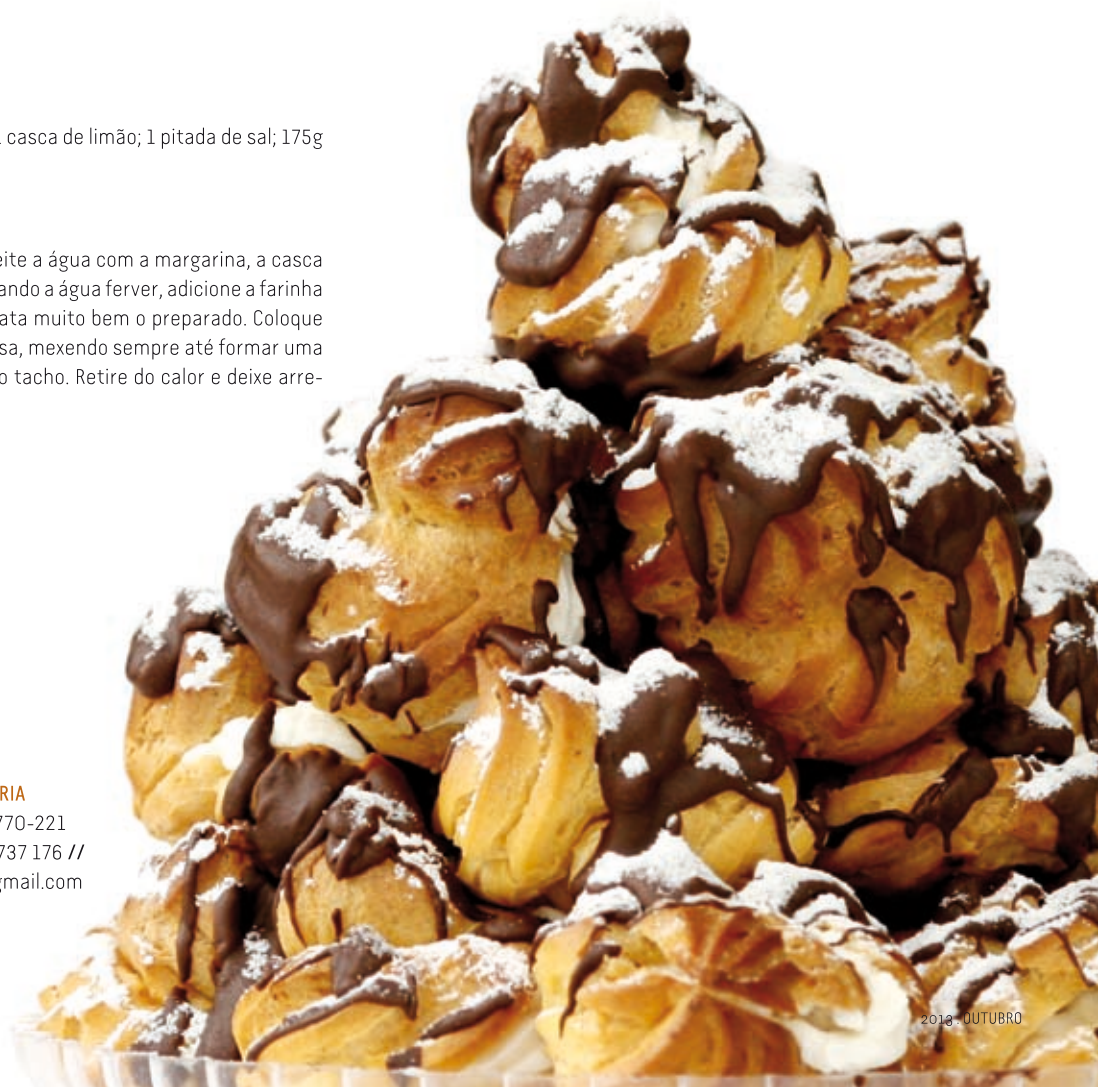 casca de limão; 1 pitada de sal; 175g
eite a água com a margarina, a casca
ando a água ferver, adicione a farinha
ata muito bem o preparado. Coloque
sa, mexendo sempre até formar uma
o tacho. Retire do calor e deixe arre-
RIA
770-221
737 176 //
gmail.com
2013 . OUTUBRO